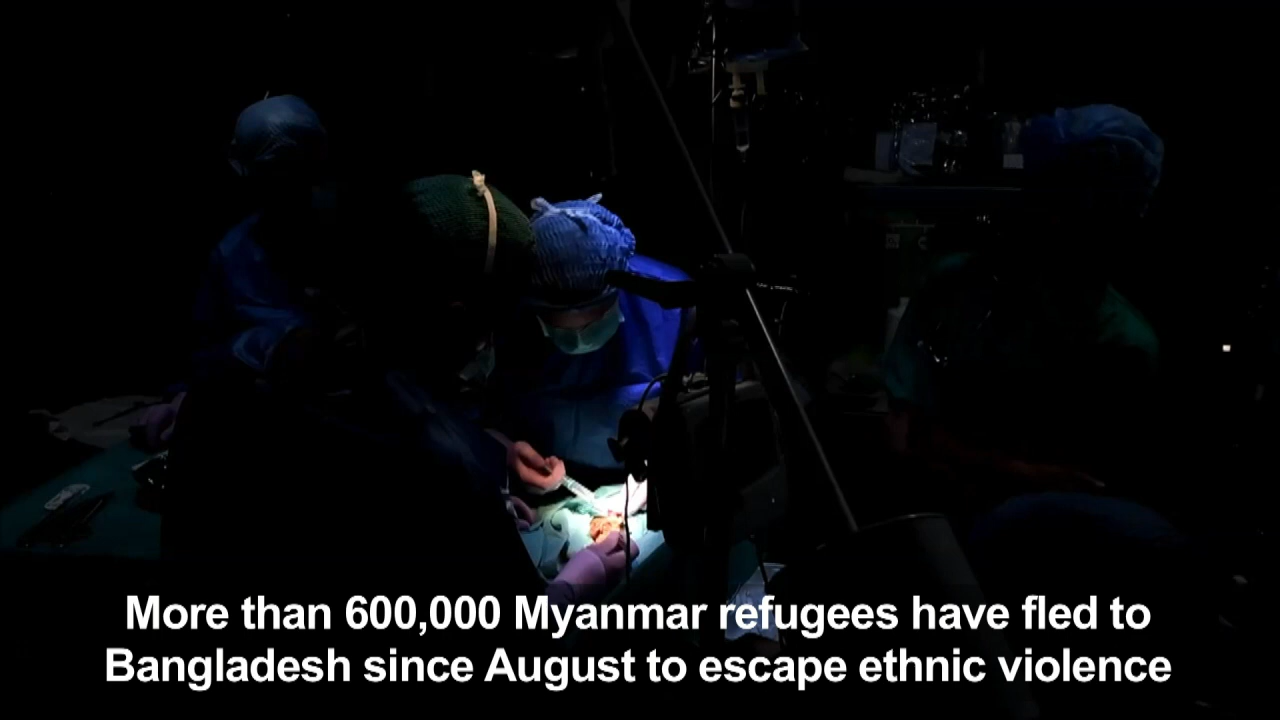 More than 600,000 Myanmar refugees have fled to
Bangladesh since August to escape ethnic violence